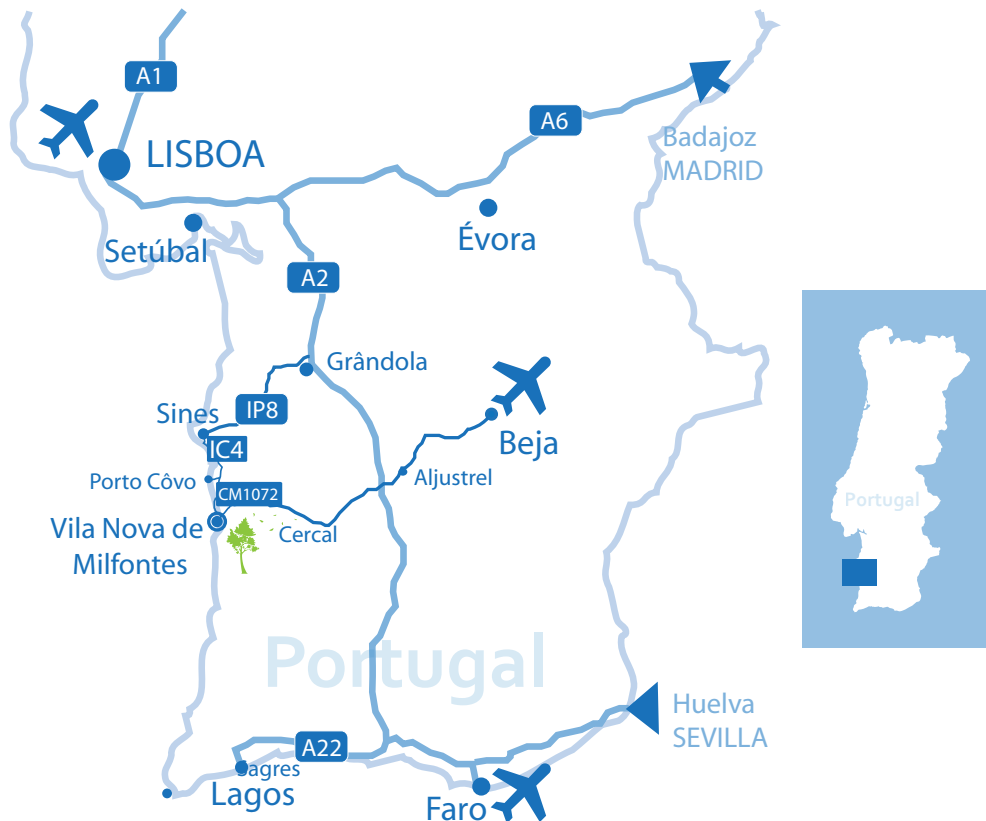 A1
A6
LISBOA
Badajoz
MADRID
Setúbal
Évora
A2
Grândola
IP8
Sines
Beja
IC4
Porto Côvo
Aljustrel
CM1072
Portugal
Vila Nova de
Milfontes
Cercal
Portugal
Huelva
SEVILLA
A22
Sagres
Lagos
Faro